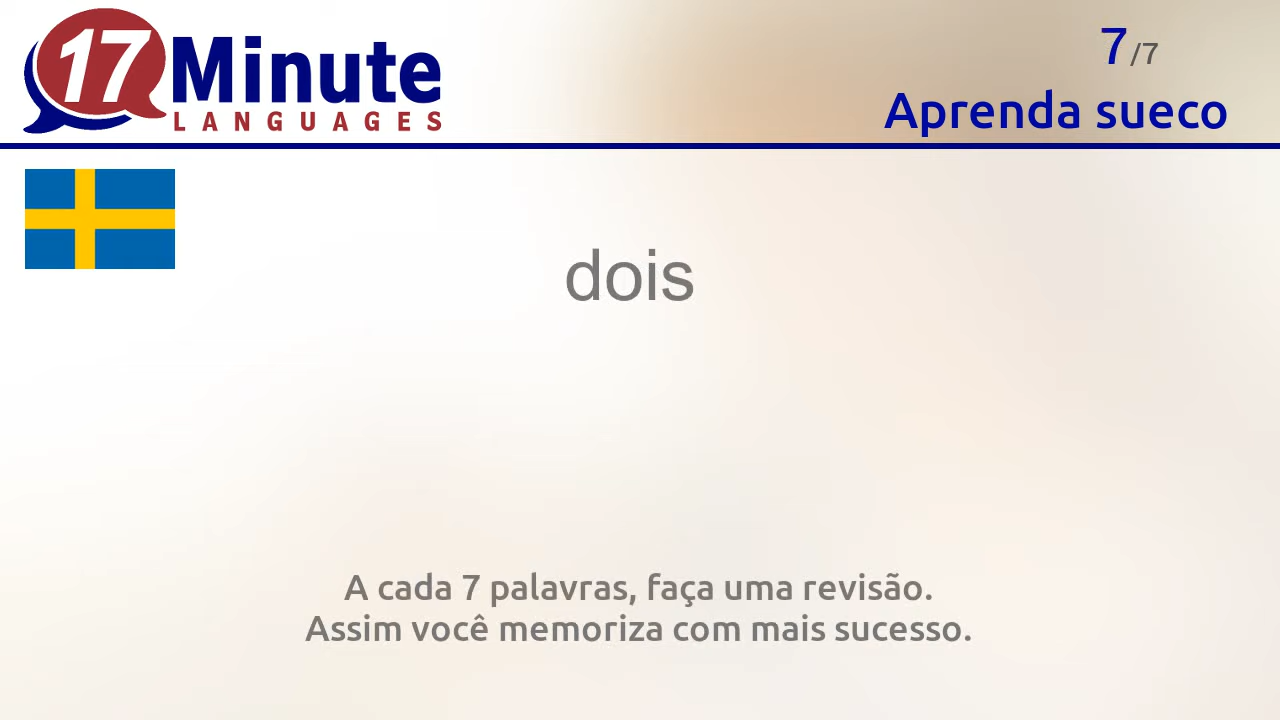 17 Minute
LANGUAGES
7/7
Aprenda sueco
dois
A cada 7 palavras, faça uma revisão.
Assim você memoriza com mais sucesso.